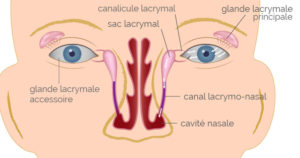 canalicule lacrymal
glande lacrymale
principale
sac lacrymal
glande lacrymale
accessoire
canal lacrymo-nasal
cavité nasale